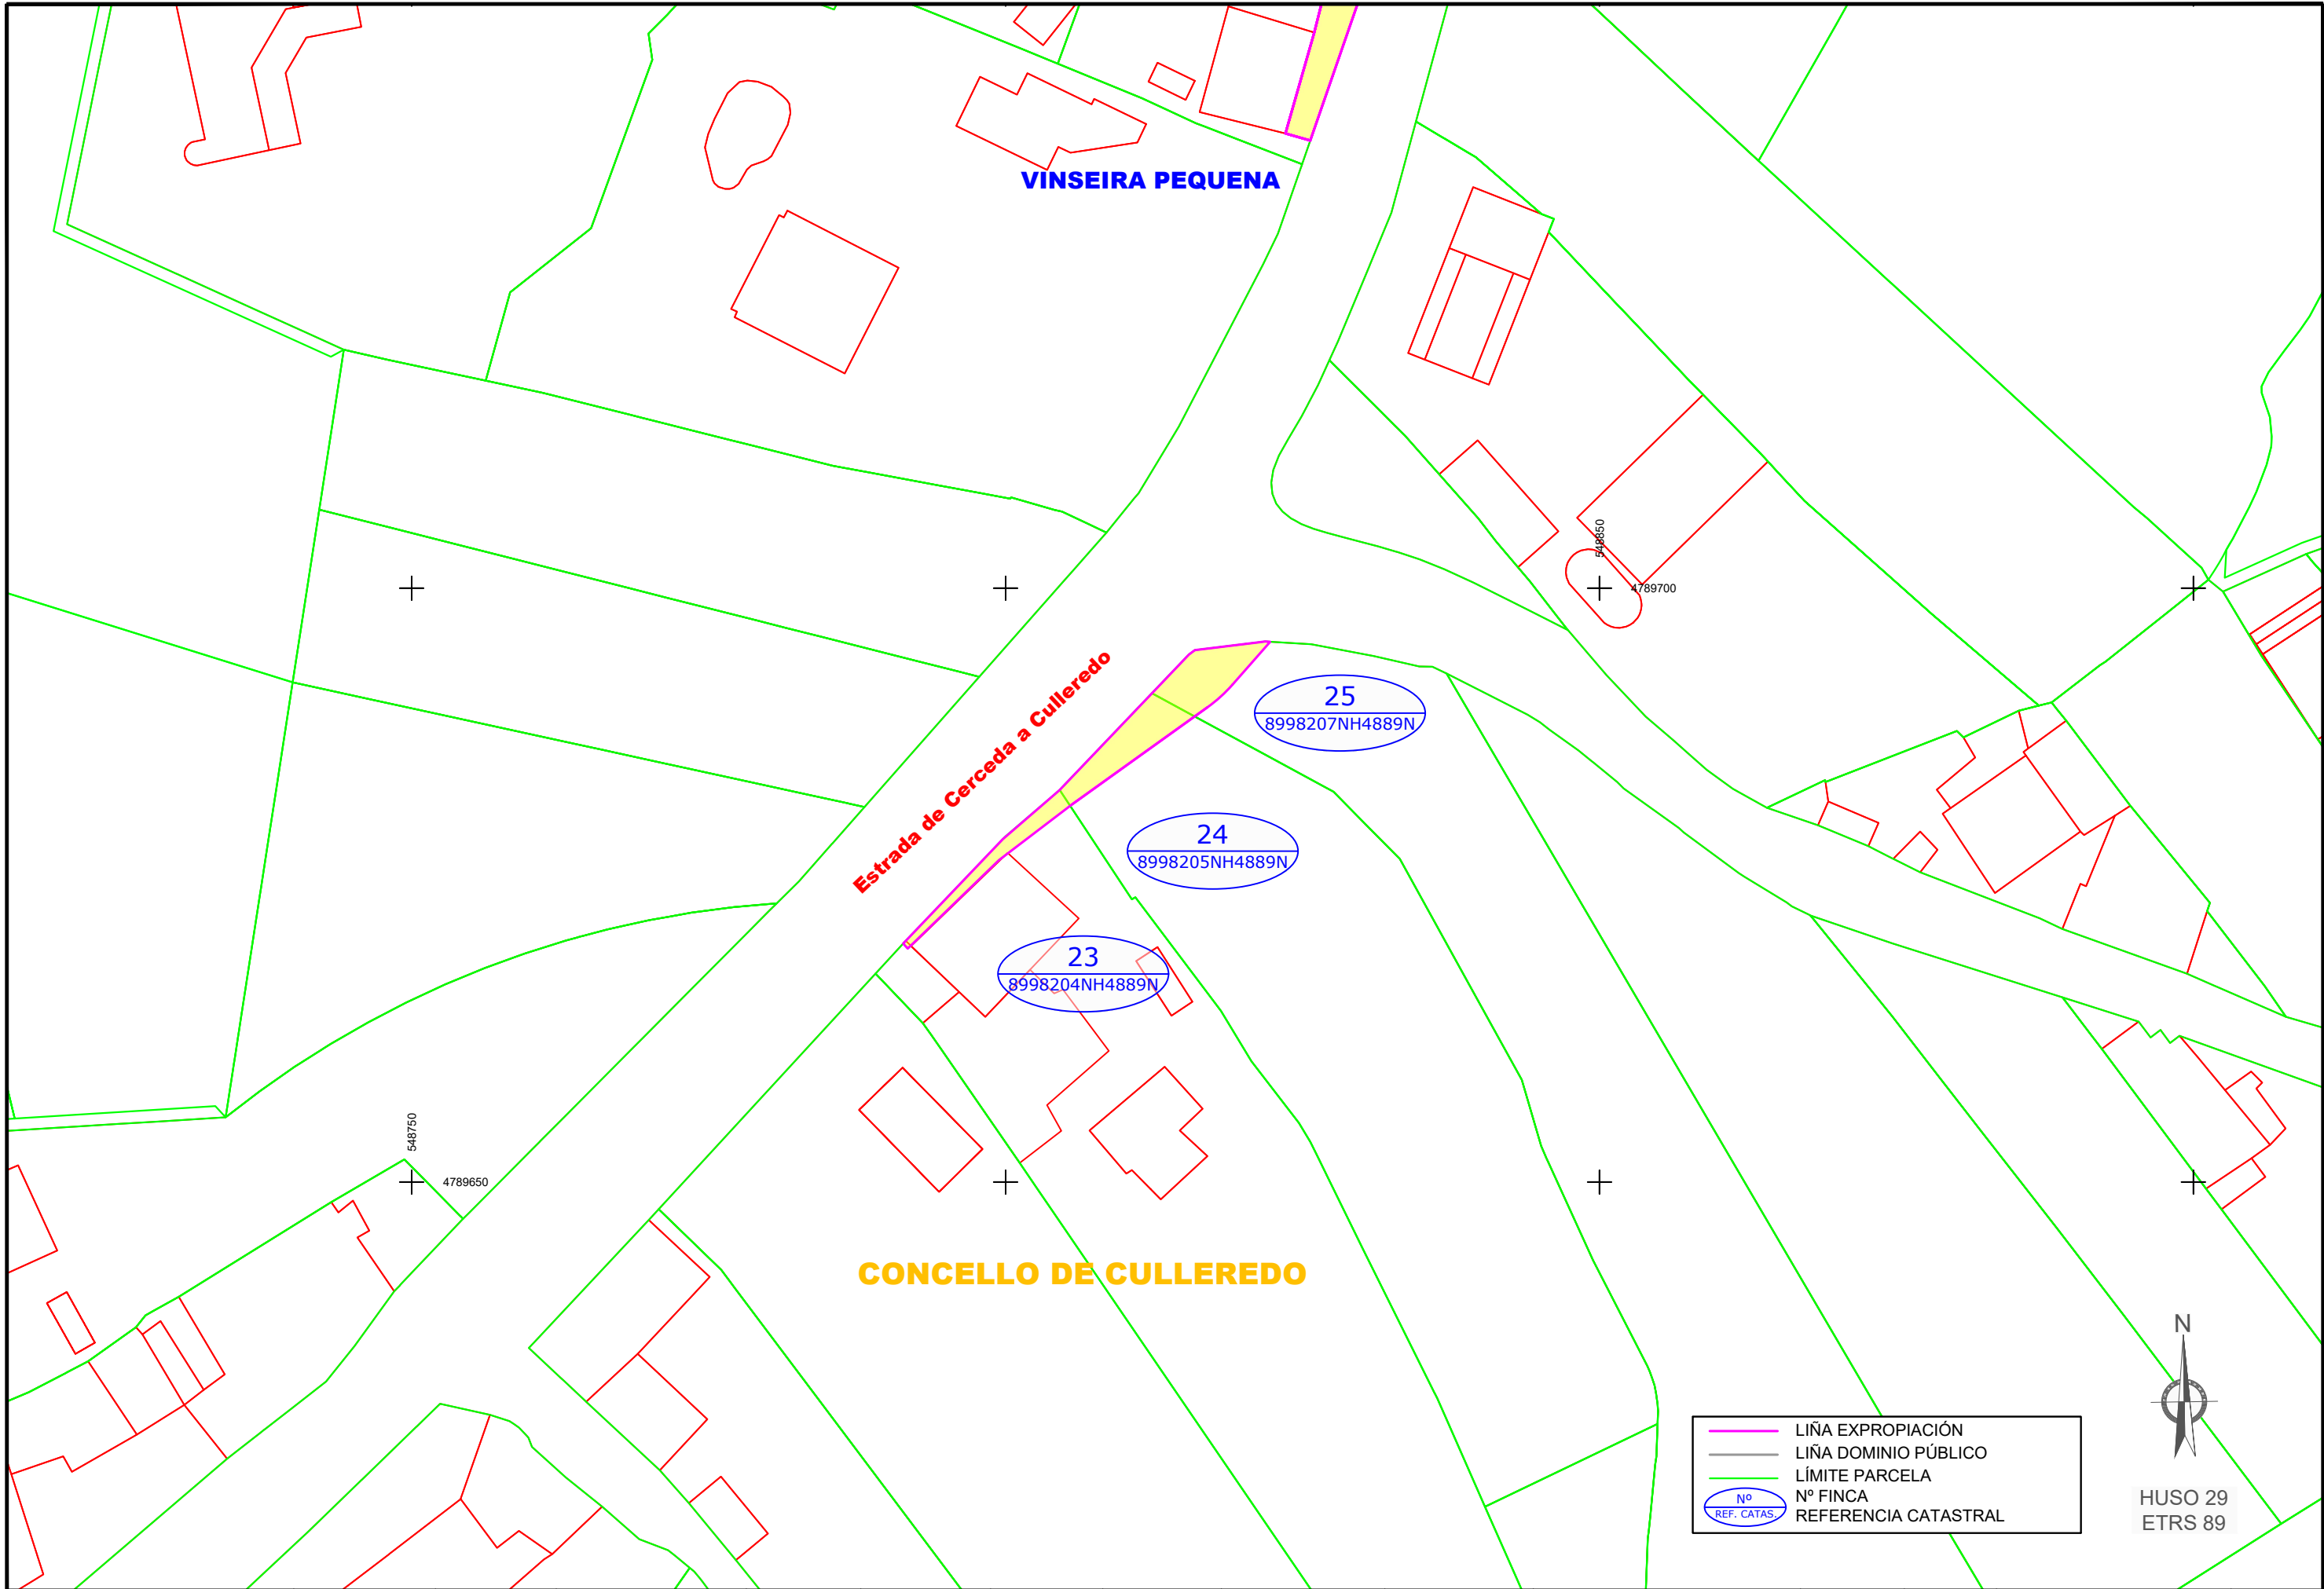 VINSEIRA PEQUENA
548850
4789700
Estrada de Cerceda a Culleredo
25
8998207NH4889N
24
8998205NH4889N
23
8998204NH4889N
548750
4789650
CONCELLO DE CULLEREDO
N
LIÑA EXPROPIACIÓN
LIÑA DOMINIO PÚBLICO
LÍMITE PARCELA
Nº
REF. CATAS.
Nº FINCA
REFERENCIA CATASTRAL
HUSO 29
ETRS 89